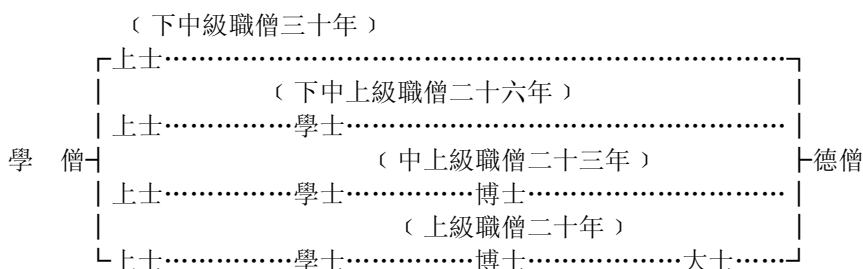 ﹙下中級職僧三十年﹚
┌上士………………………………………………………………┐
│ ﹙下中上級職僧二十六年﹚ │
│ 上士……………學士……………………………………………│
學 僧┤ ﹙中上級職僧二十三年﹚ ├德僧
│ 上士……………學士……………博士…………………………│
│ ﹙上級職僧二十年﹚ │
└上士……………學士……………博士………………大士……┘